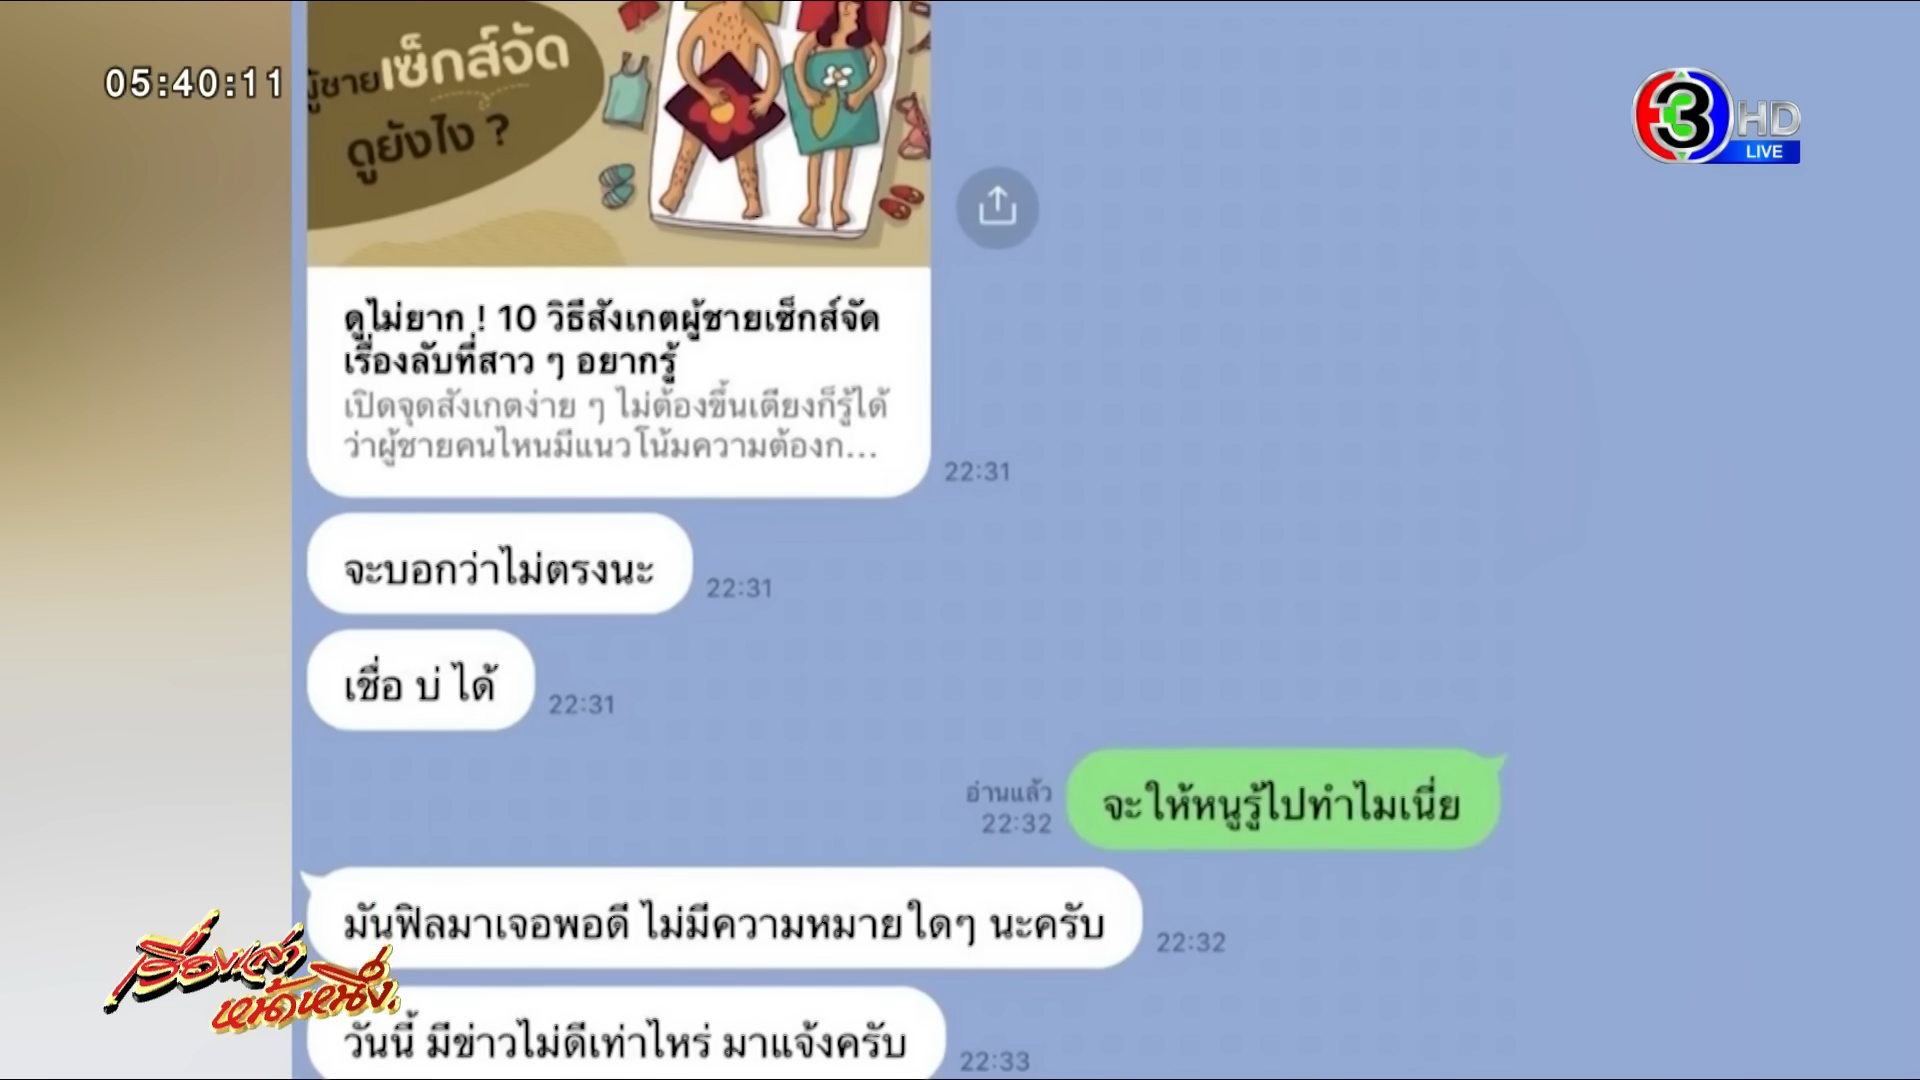 05:40:11
ผู้ชายเซ็กส์จัด
ดูยังไง ?
3 HD
LIVE
ดูไม่ยาก ! 10 วิธีสังเกตผู้ชายเซ็กส์จัด
เรื่องลับที่สาว ๆ อยากรู้
เปิดจุดสังเกตง่าย ๆ ไม่ต้องขึ้นเตียงก็รู้ได้
ว่าผู้ชายคนไหนมีแนวโน้มความต้องก...
22:31
จะบอกว่าไม่ตรงนะ
22:31
เชื่อ บ่ ได้
22:31
จะให้หนูรู้ไปทำไมเนี่ย
อ่านแล้ว
22:32
มันฟิลมาเจอพอดี ไม่มีความหมายใดๆ นะครับ
22:32
วันนี้ มีข่าวไม่ดีเท่าไหร่ มาแจ้งครับ
22:33
เรื่องเล่า
หน้าหนึ่ง